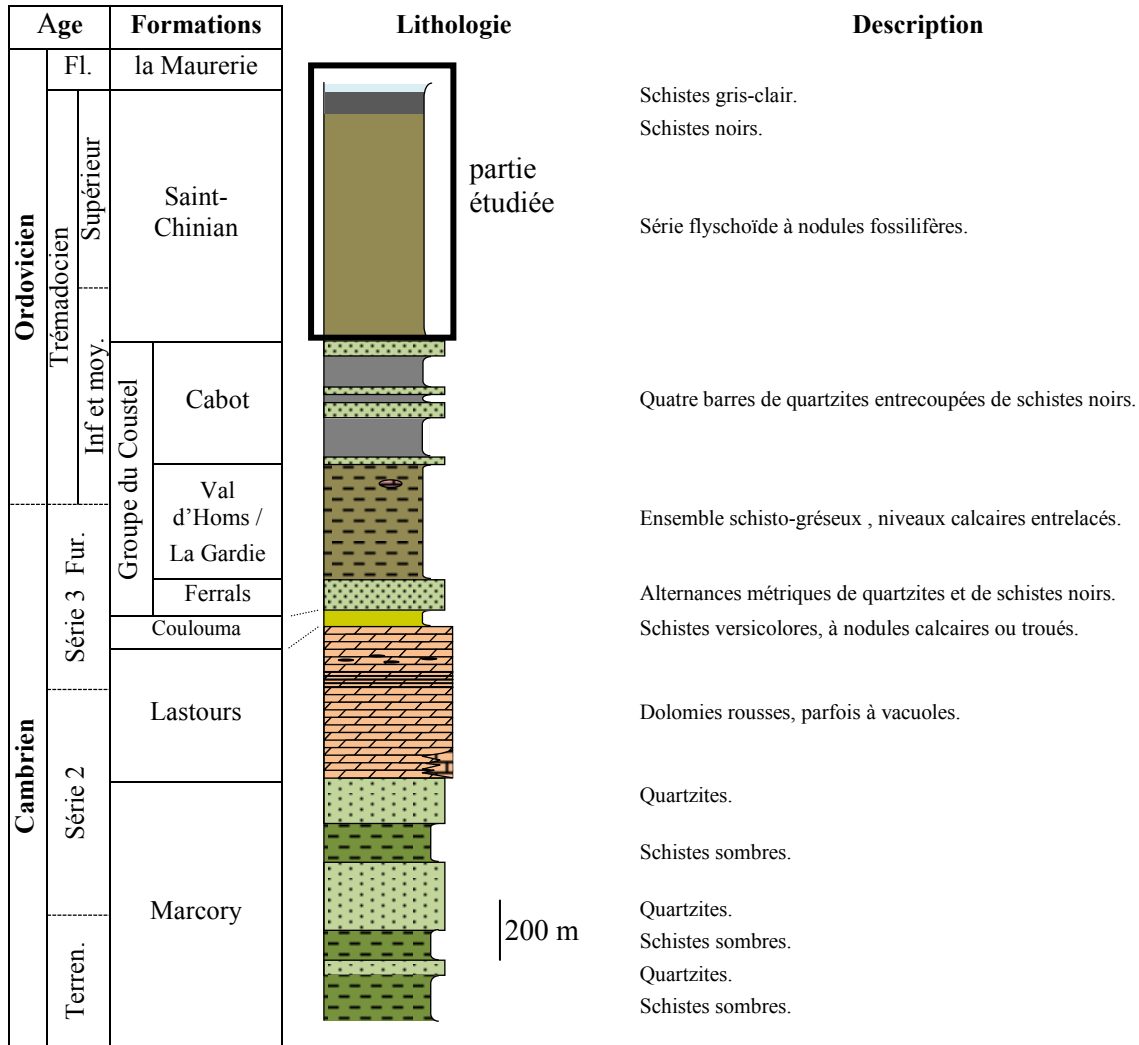 Age
Formations
Lithologie
Description
Ordovicien
Cambrien
Fl.
Trémadocien
Supérieur
Inf et moy.
Fur.
Série 3
Série 2
Terren.
la Maurerie
Saint-
Chinian
Groupe du Coustel
Cabot
Val
d’Homs /
La Gardie
Ferrals
Coulouma
Lastours
Marcory
partie
étudiée
200 m
Schistes gris-clair.
Schistes noirs.
Série flyschoïde à nodules fossilifères.
Quatre barres de quartzites entrecoupées de schistes noirs.
Ensemble schisto-gréseux , niveaux calcaires entrelacés.
Alternances métriques de quartzites et de schistes noirs.
Schistes versicolores, à nodules calcaires ou troués.
Dolomies rousses, parfois à vacuoles.
Quartzites.
Schistes sombres.
Quartzites.
Schistes sombres.
Quartzites.
Schistes sombres.